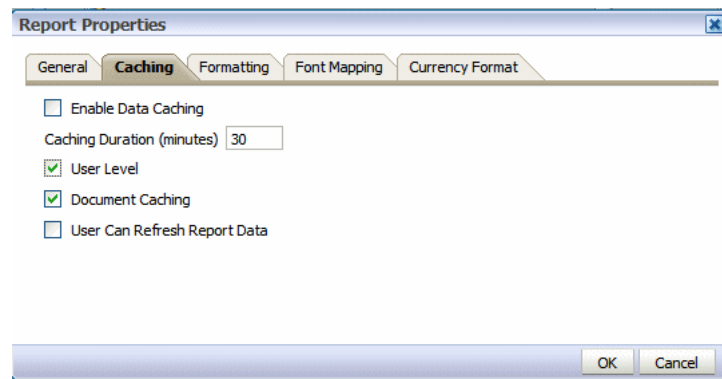 Report Properties
General Caching Formatting Font Mapping Currency Format
Enable Data Caching
Caching Duration (minutes) 30
User Level
Document Caching
User Can Refresh Report Data
OK Cancel